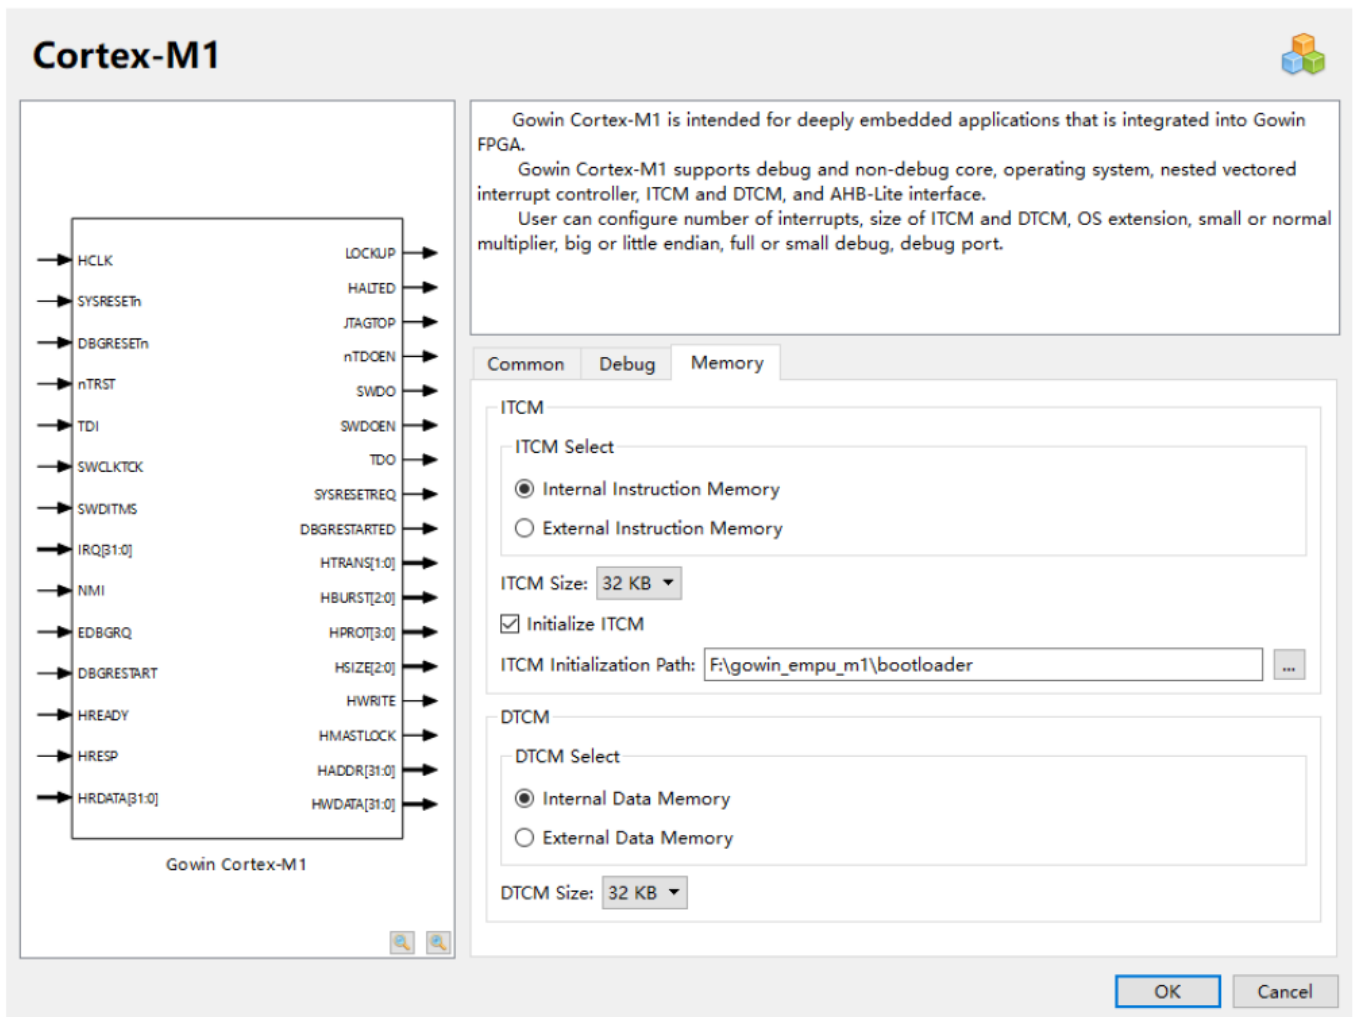 Cortex-M1
HCLK
SYSRESETn
DBGRESETn
nTRST
TDI
SWCLKTCK
SWDITMS
IRQ[31:0]
NMI
EDBGRQ
DBGRESTART
HREADY
HRESP
HRDATA[31:0]
LOCKUP
HALTED
JTAGTOP
nTDOEN
SWDO
SWDOEN
TDO
SYSRESETREQ
DBGRESTARTED
HTRANS[1:0]
HBURST[2:0]
HPROT[3:0]
HSIZE[2:0]
HWRITE
HMASTLOCK
HADDR[31:0]
HWDATA[31:0]
Gowin Cortex-M1
Gowin Cortex-M1 is intended for deeply embedded applications that is integrated into Gowin
FPGA.
Gowin Cortex-M1 supports debug and non-debug core, operating system, nested vectored
interrupt controller, ITCM and DTCM, and AHB-Lite interface.
User can configure number of interrupts, size of ITCM and DTCM, OS extension, small or normal
multiplier, big or little endian, full or small debug, debug port.
Common Debug Memory
ITCM
ITCM Select
Internal Instruction Memory
External Instruction Memory
ITCM Size: 32 KB
Initialize ITCM
ITCM Initialization Path: F:\gowin_empu_m1\bootloader ...
DTCM
DTCM Select
Internal Data Memory
External Data Memory
DTCM Size: 32 KB
OK Cancel